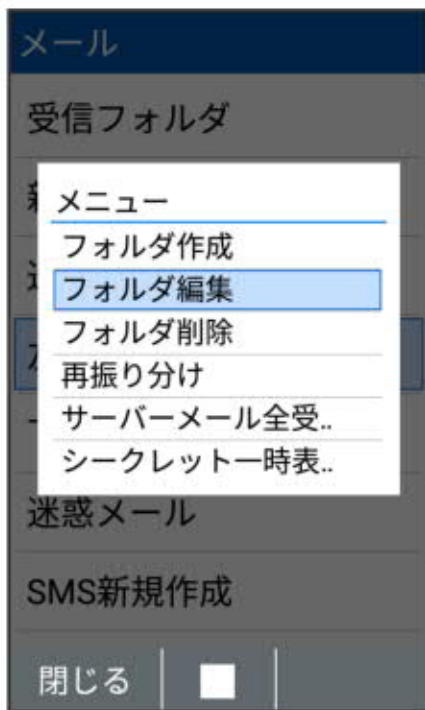 メール
受信フォルダ
メニュー
フォルダ作成
フォルダ編集
フォルダ削除
再振り分け
サーバーメール全受..
シークレット一時表..
迷惑メール
SMS新規作成
閉じる